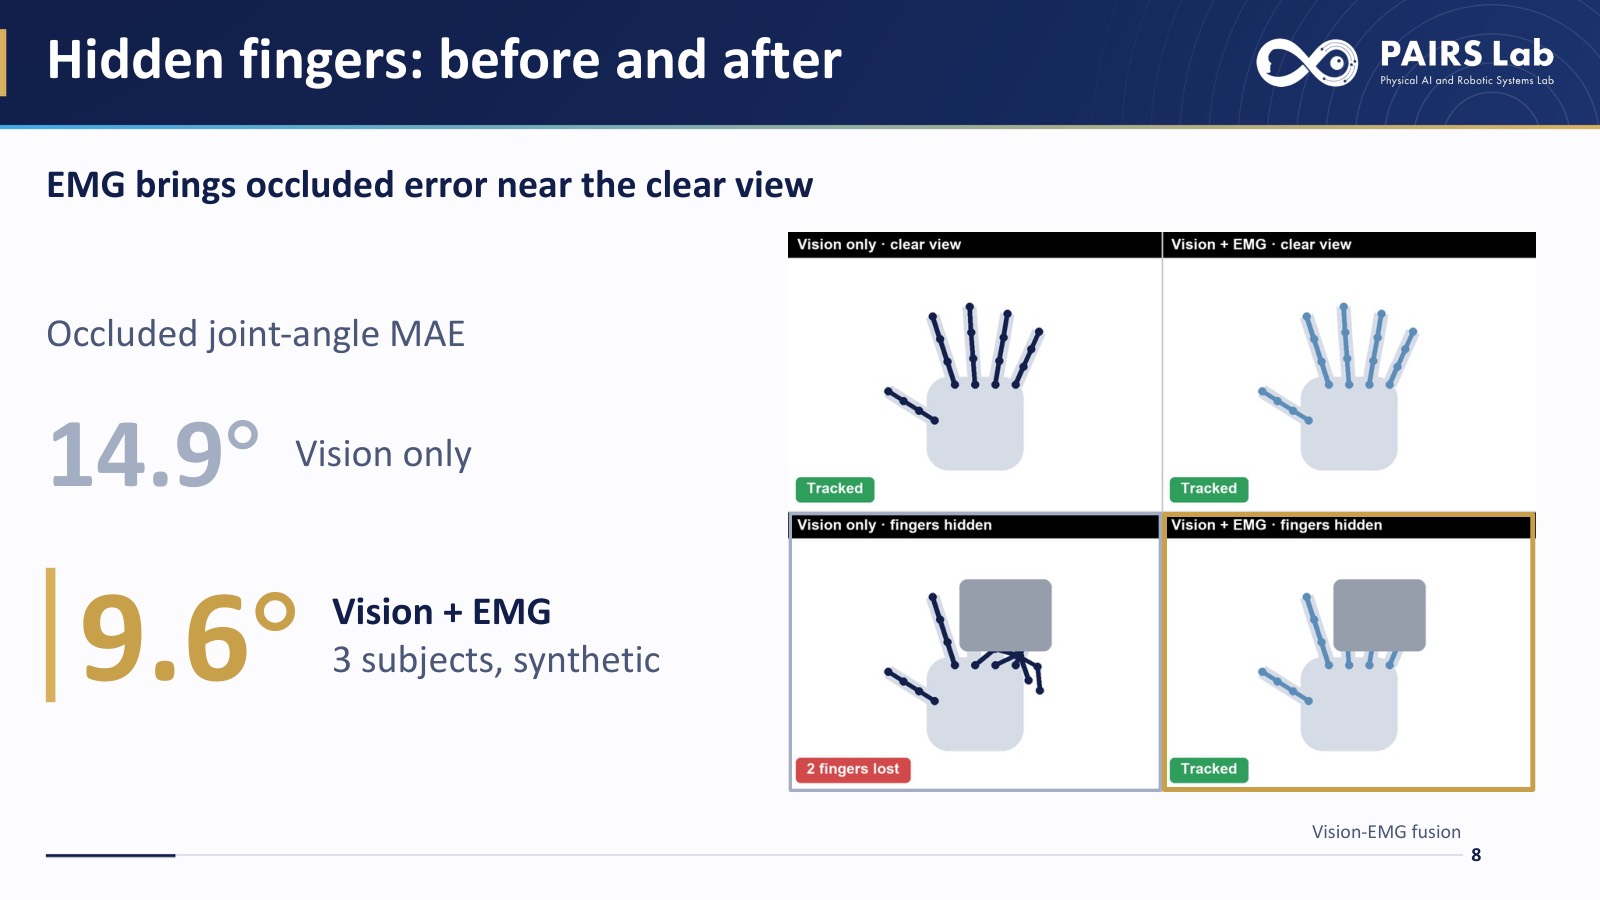 Hidden fingers: before and after
PAIRS Lab
Physical AI and Robotic Systems Lab
EMG brings occluded error near the clear view
Occluded joint-angle MAE
14.9° Vision only
9.6° Vision + EMG
3 subjects, synthetic
Vision only · clear view
Vision + EMG · clear view
Tracked
Tracked
Vision only · fingers hidden
Vision + EMG · fingers hidden
2 fingers lost
Tracked
Vision-EMG fusion
8